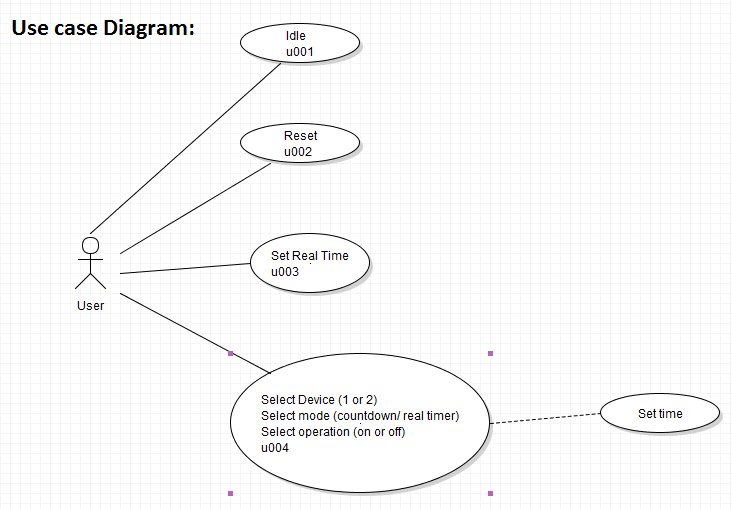 Use case Diagram:
Idle
u001
Reset
u002
Set Real Time
u003
User
Select Device (1 or 2)
Select mode (countdown/ real timer)
Select operation (on or off)
u004
Set time